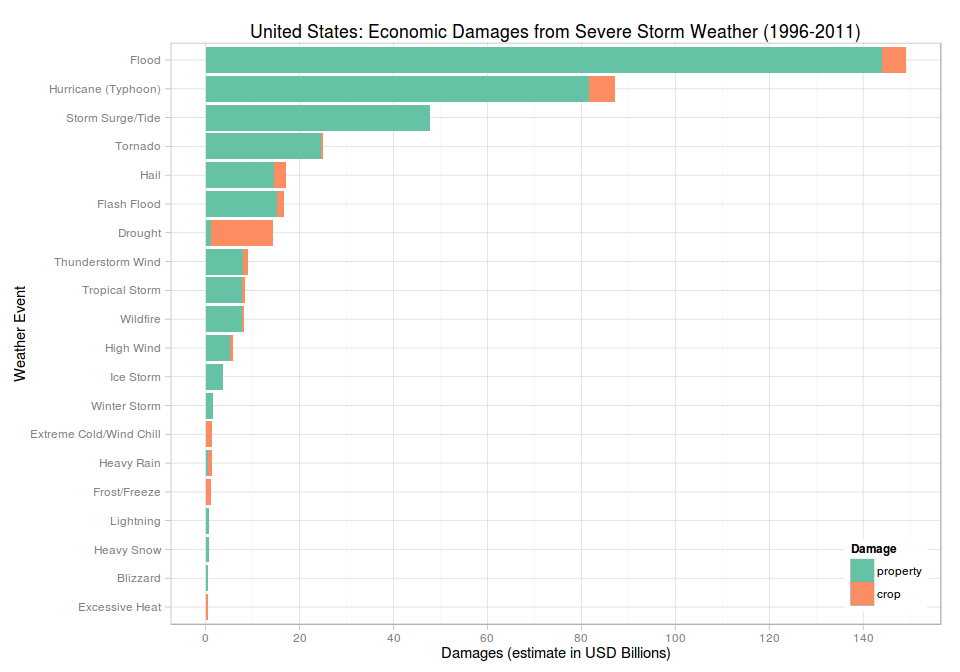 United States: Economic Damages from Severe Storm Weather (1996-2011)
Weather Event
Flood
Hurricane (Typhoon)
Storm Surge/Tide
Tornado
Hail
Flash Flood
Drought
Thunderstorm Wind
Tropical Storm
Wildfire
High Wind
Ice Storm
Winter Storm
Extreme Cold/Wind Chill
Heavy Rain
Frost/Freeze
Lightning
Heavy Snow
Blizzard
Excessive Heat
Damage
property
crop
0 20 40 60 80 100 120 140
Damages (estimate in USD Billions)